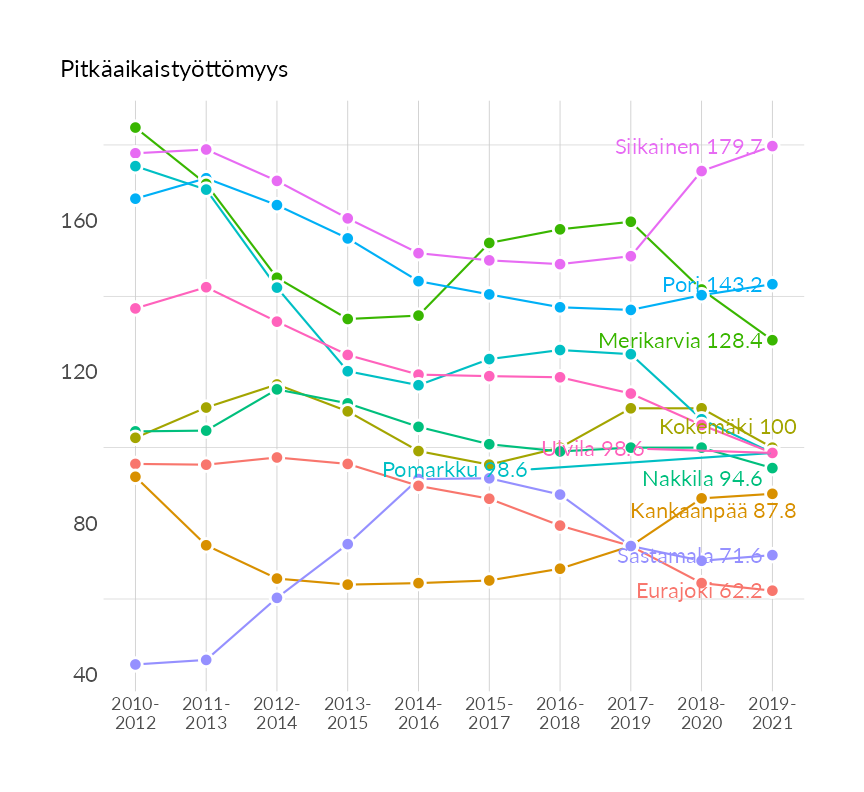 Pitkäaikaistyöttömyys
Siikainen 179.7
160
Pori 143.2
Merikarvia 128.4
120
Kokemäki 100
Ulvila 98.6
Pomarkku 98.6
Nakkila 94.6
Kankaanpää 87.8
80
Sastamala 71.6
Eurajoki 62.2
40
2010- 2011- 2012- 2013- 2014- 2015- 2016- 2017- 2018- 2019-
2012 2013 2014 2015 2016 2017 2018 2019 2020 2021